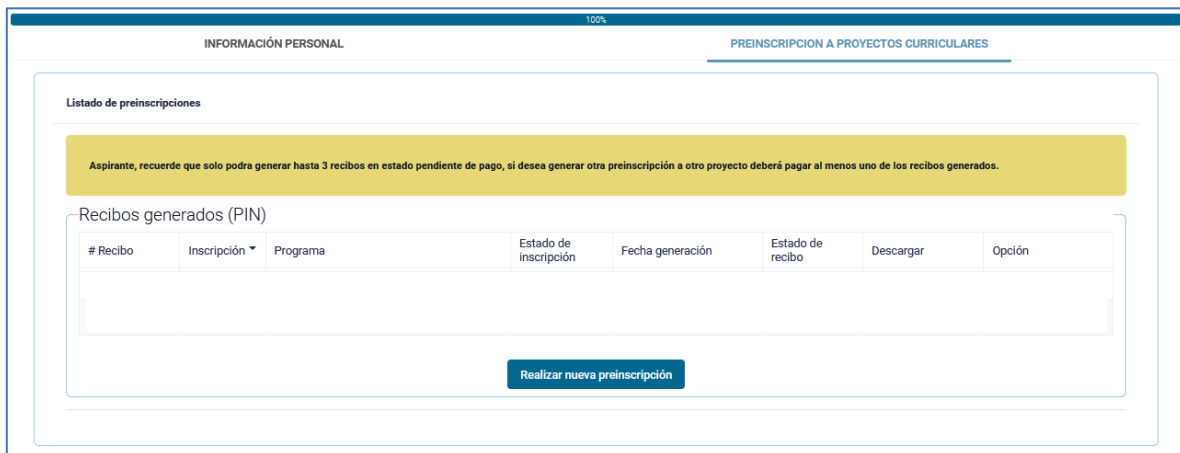 100%
INFORMACIÓN PERSONAL
PREINSCRIPCION A PROYECTOS CURRICULARES
Listado de preinscripciones
Aspirante, recuerde que solo podra generar hasta 3 recibos en estado pendiente de pago, si desea generar otra preinscripción a otro proyecto deberá pagar al menos uno de los recibos generados.
Recibos generados (PIN)
# Recibo
Inscripción
Programa
Estado de
inscripción
Fecha generación
Estado de
recibo
Descargar
Opción
Realizar nueva preinscripción